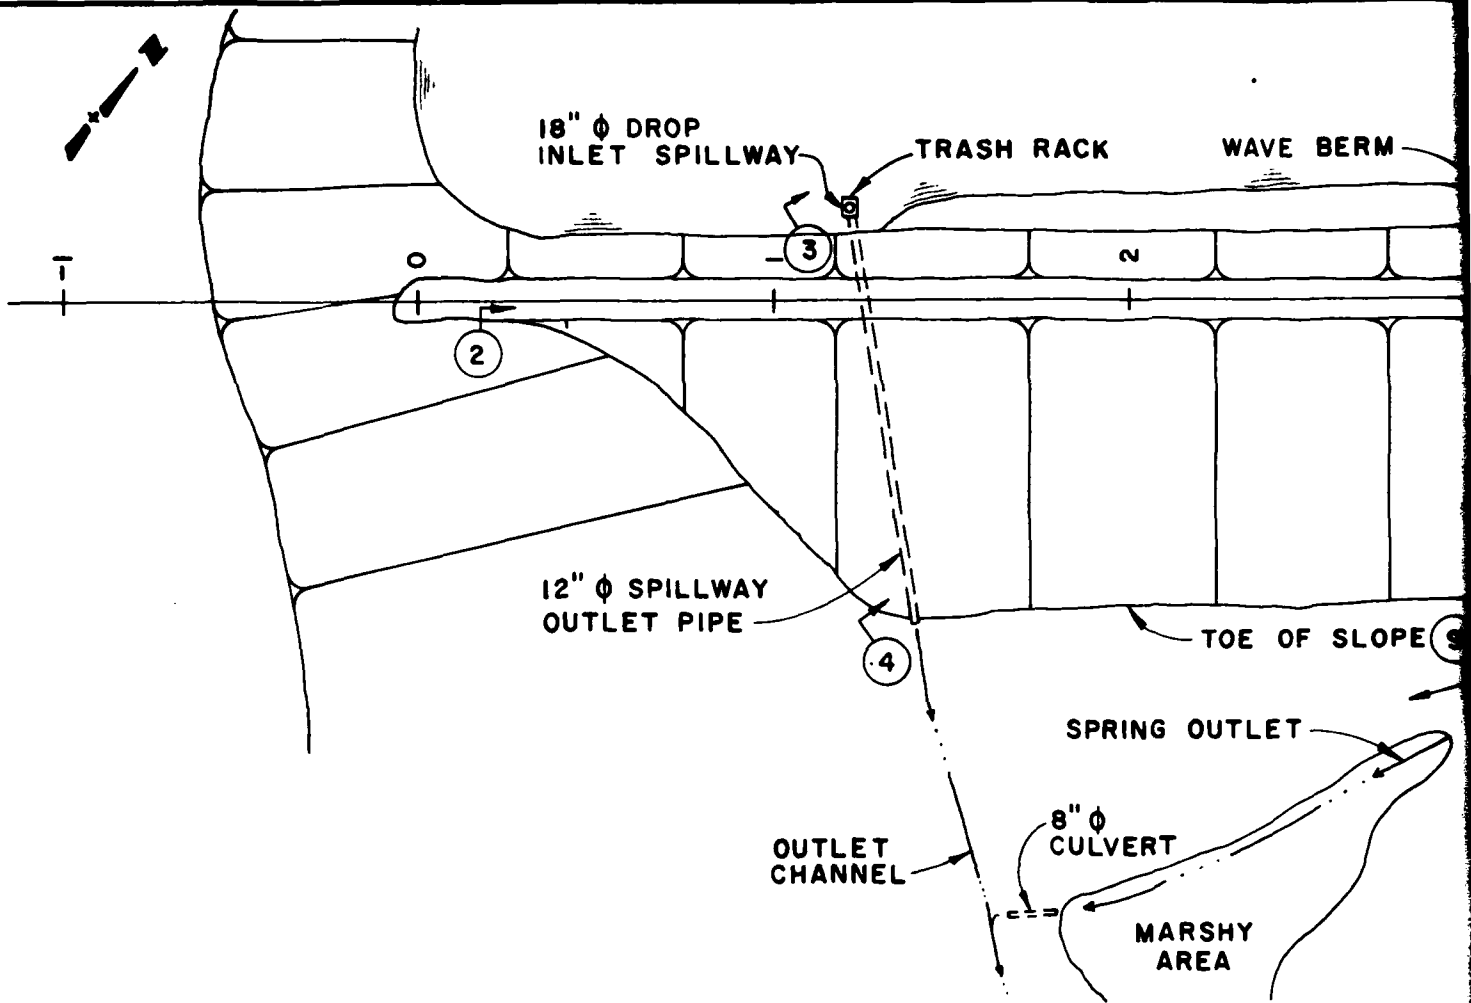 N
18" ϕ DROP
INLET SPILLWAY
TRASH RACK
WAVE BERM
3
1
0
1
2
2
12" ϕ SPILLWAY
OUTLET PIPE
4
TOE OF SLOPE
SPRING OUTLET
8" ϕ
CULVERT
OUTLET
CHANNEL
MARSHY
AREA